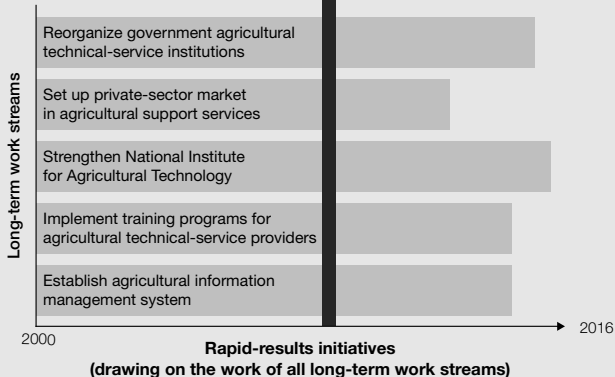 Long-term work streams
Reorganize government agricultural
technical-service institutions
Set up private-sector market
in agricultural support services
Strengthen National Institute
for Agricultural Technology
Implement training programs for
agricultural technical-service providers
Establish agricultural information
management system
2000
2016
Rapid-results initiatives
(drawing on the work of all long-term work streams)